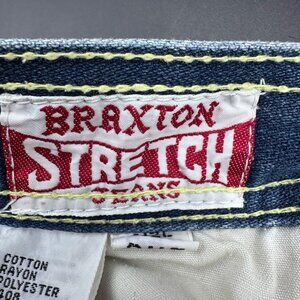 BRAXTON
STRETCH
JEANS
COTTON
RAYON
POLYESTER